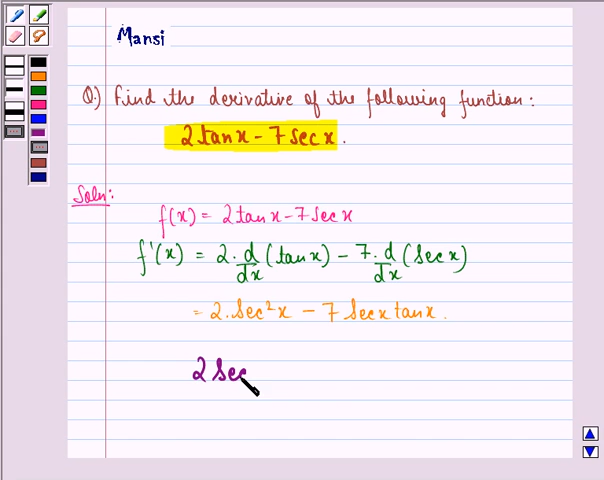 Mansi
Q.) Find the derivative of the following function:
2 tan x - 7 sec x.
Soln:
f(x) = 2 tan x - 7 sec x
f'(x) = 2. d/dx (tan x) - 7. d/dx (sec x)
= 2. sec²x - 7 sec x tan x.
2 sec